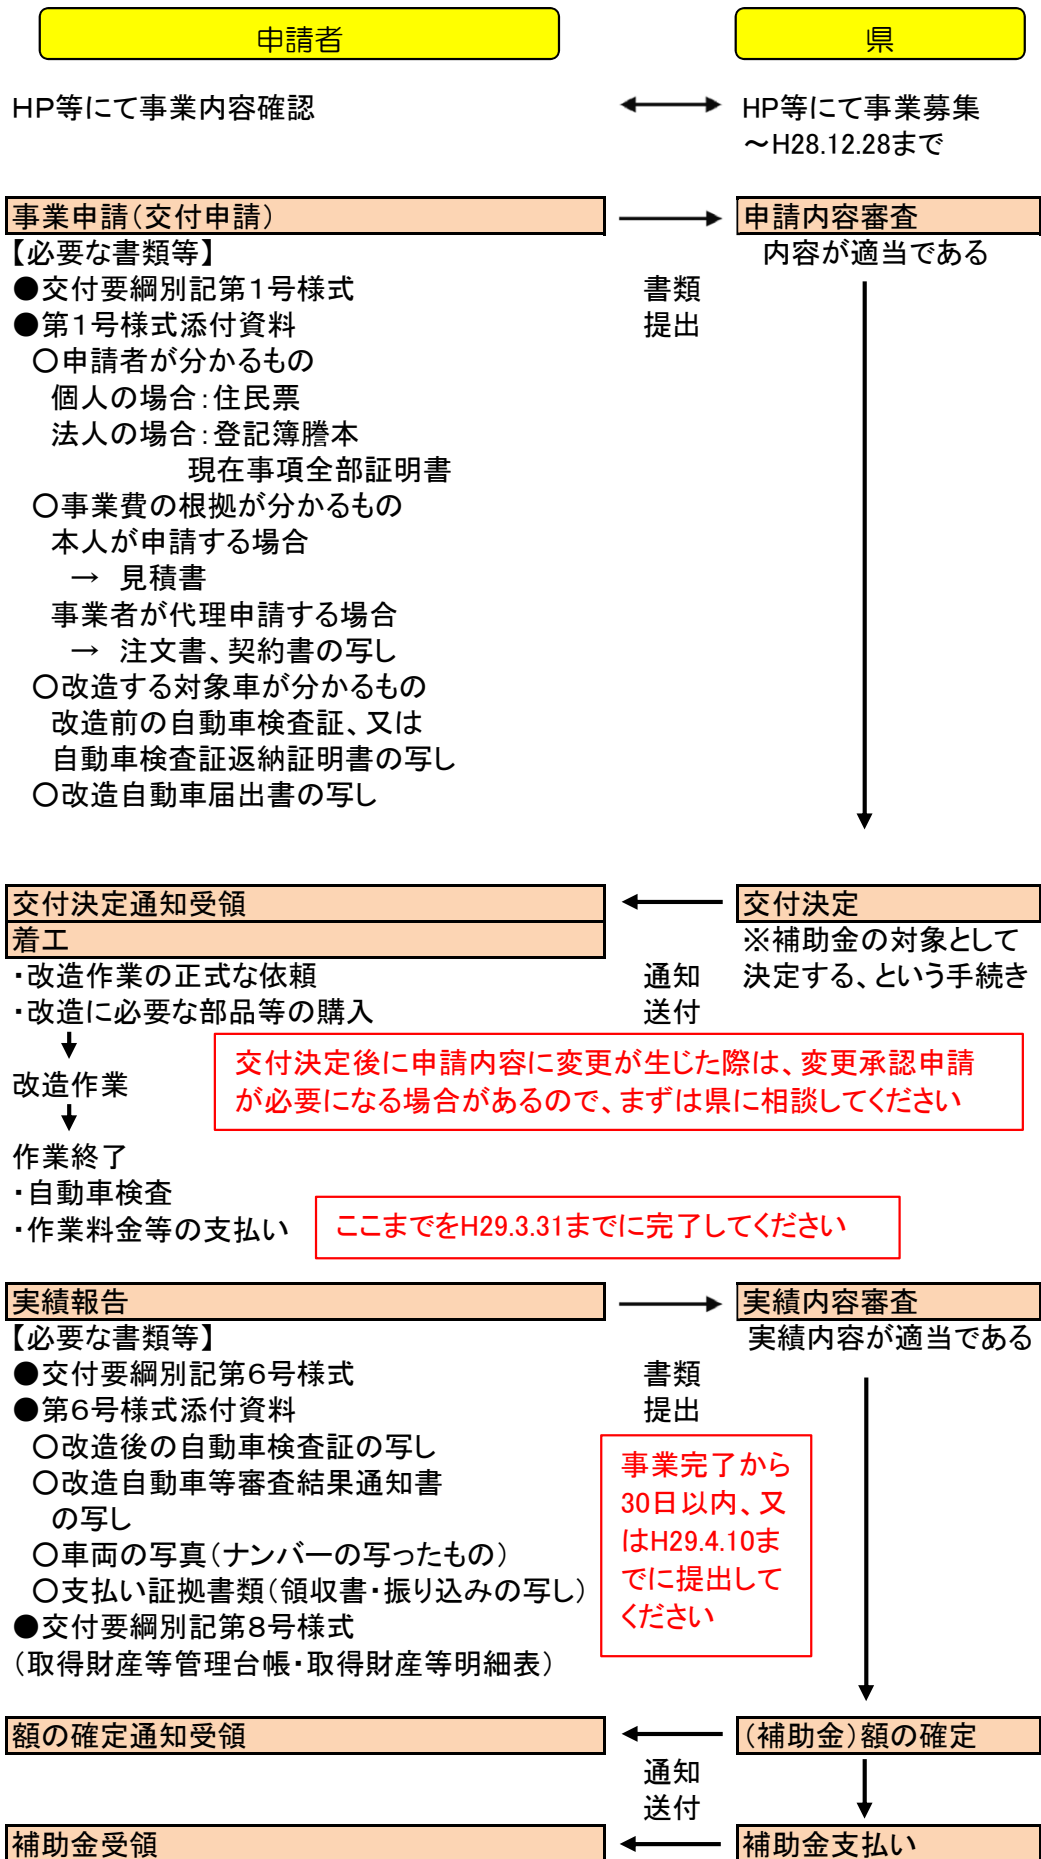 申請者
県
HP等にて事業内容確認
HP等にて事業募集
～H28.12.28まで
事業申請（交付申請）
申請内容審査
【必要な書類等】
内容が適当である
●交付要綱別記第１号様式
書類
●第１号様式添付資料
提出
〇申請者が分かるもの
個人の場合：住民票
法人の場合：登記簿謄本
現在事項全部証明書
〇事業費の根拠が分かるもの
本人が申請する場合
→ 見積書
事業者が代理申請する場合
→ 注文書、契約書の写し
〇改造する対象車が分かるもの
改造前の自動車検査証、又は
自動車検査証返納証明書の写し
〇改造自動車届出書の写し
交付決定通知受領
交付決定
着工
※補助金の対象として
・改造作業の正式な依頼
通知
決定する、という手続き
・改造に必要な部品等の購入
送付
交付決定後に申請内容に変更が生じた際は、変更承認申請
が必要になる場合があるので、まずは県に相談してください
改造作業
作業終了
・自動車検査
・作業料金等の支払い
ここまでをH29.3.31までに完了してください
実績報告
実績内容審査
【必要な書類等】
実績内容が適当である
●交付要綱別記第６号様式
書類
●第６号様式添付資料
提出
〇改造後の自動車検査証の写し
〇改造自動車等審査結果通知書
の写し
〇車両の写真（ナンバーの写ったもの）
〇支払い証拠書類（領収書・振り込みの写し）
●交付要綱別記第８号様式
（取得財産等管理台帳・取得財産等明細表）
事業完了から
30日以内、又
はH29.4.10ま
でに提出して
ください
額の確定通知受領
（補助金）額の確定
通知
送付
補助金受領
補助金支払い